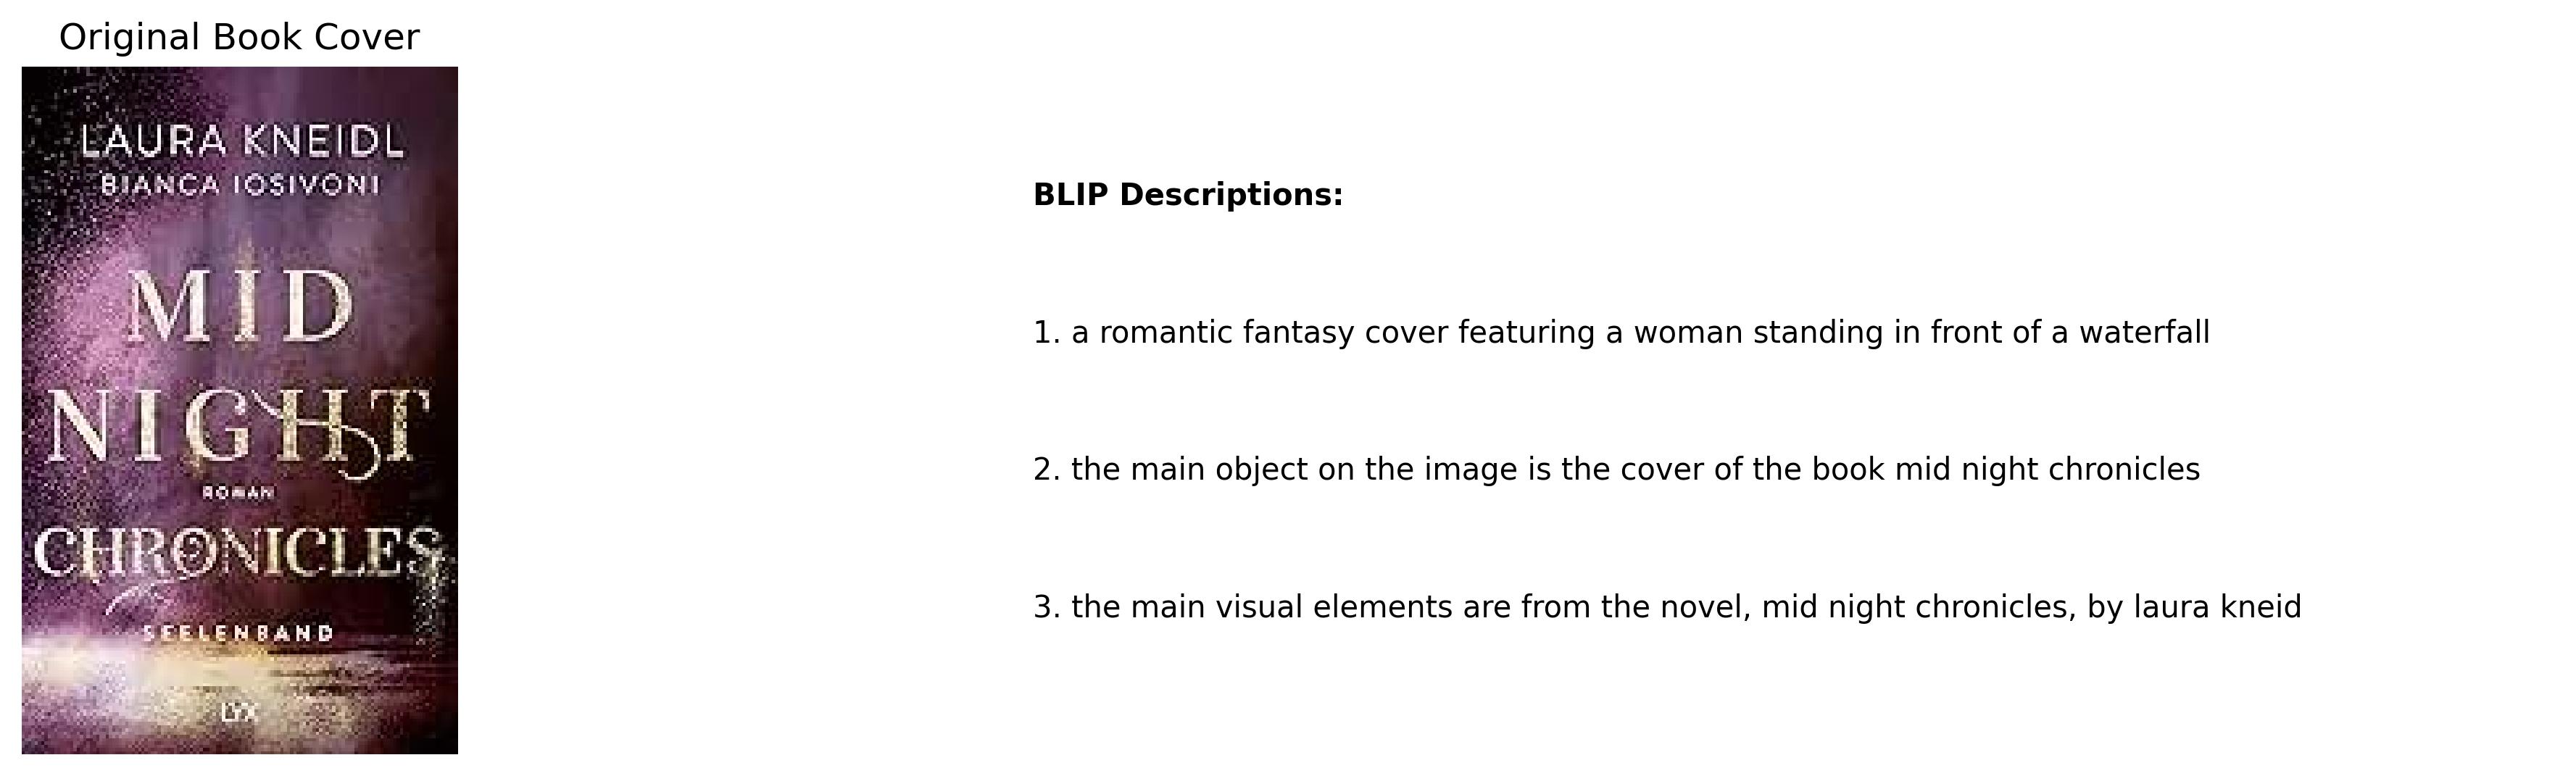 Original Book Cover
LAURA KNEIDL
BIANCA IOSIVONI
MID
NIGHT
ROMAN
CHRONICLES
SEELENBAND
LYX
BLIP Descriptions:
1. a romantic fantasy cover featuring a woman standing in front of a waterfall
2. the main object on the image is the cover of the book mid night chronicles
3. the main visual elements are from the novel, mid night chronicles, by laura kneid